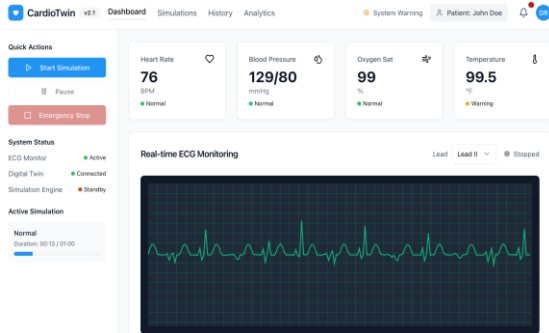 CardioTwin v2.1 Dashboard Simulations History Analytics System Warning Patient: John Doe DR
Quick Actions
Start Simulation
Pause
Emergency Stop
System Status
ECG Monitor Active
Digital Twin Connected
Simulation Engine Standby
Active Simulation
Normal
Duration: 00:13 / 01:00
Heart Rate
76
BPM
Normal
Blood Pressure
129/80
mmHg
Normal
Oxygen Sat
99
%
Normal
Temperature
99.5
°F
Warning
Real-time ECG Monitoring Lead Lead II Stopped